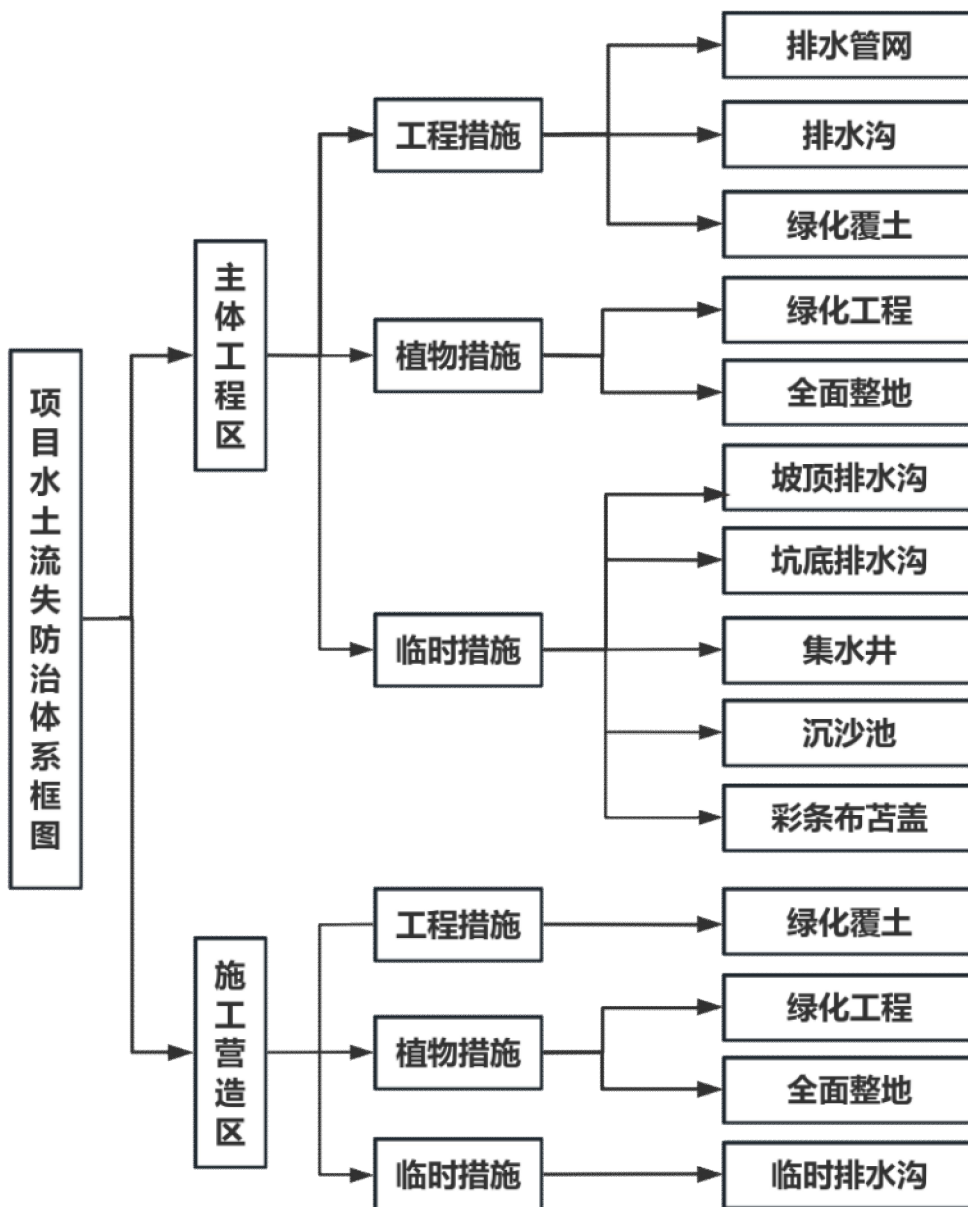 项目水土流失防治体系框图
主体工程区
工程措施
排水管网
排水沟
绿化覆土
植物措施
绿化工程
全面整地
临时措施
坡顶排水沟
坑底排水沟
集水井
沉沙池
彩条布苫盖
施工营造区
工程措施
绿化覆土
植物措施
绿化工程
全面整地
临时措施
临时排水沟